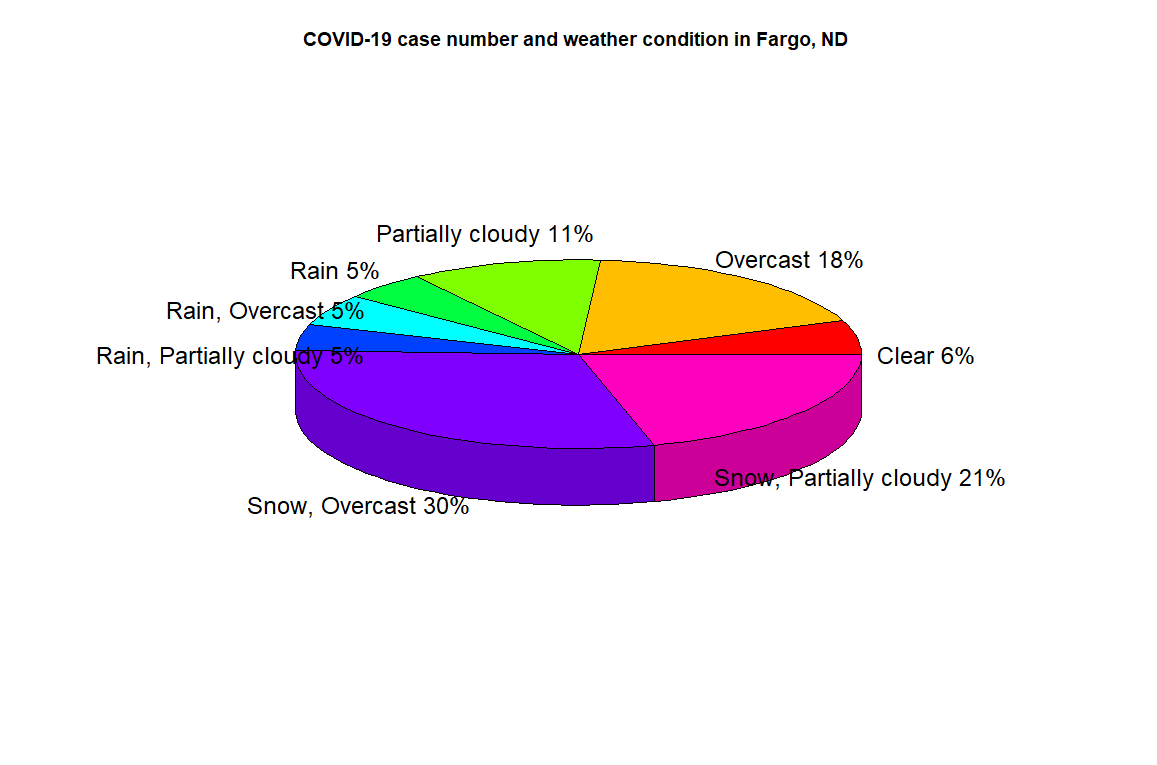 COVID-19 case number and weather condition in Fargo, ND
Partially cloudy 11%
Overcast 18%
Rain 5%
Rain, Overcast 5%
Rain, Partially cloudy 5%
Clear 6%
Snow, Partially cloudy 21%
Snow, Overcast 30%